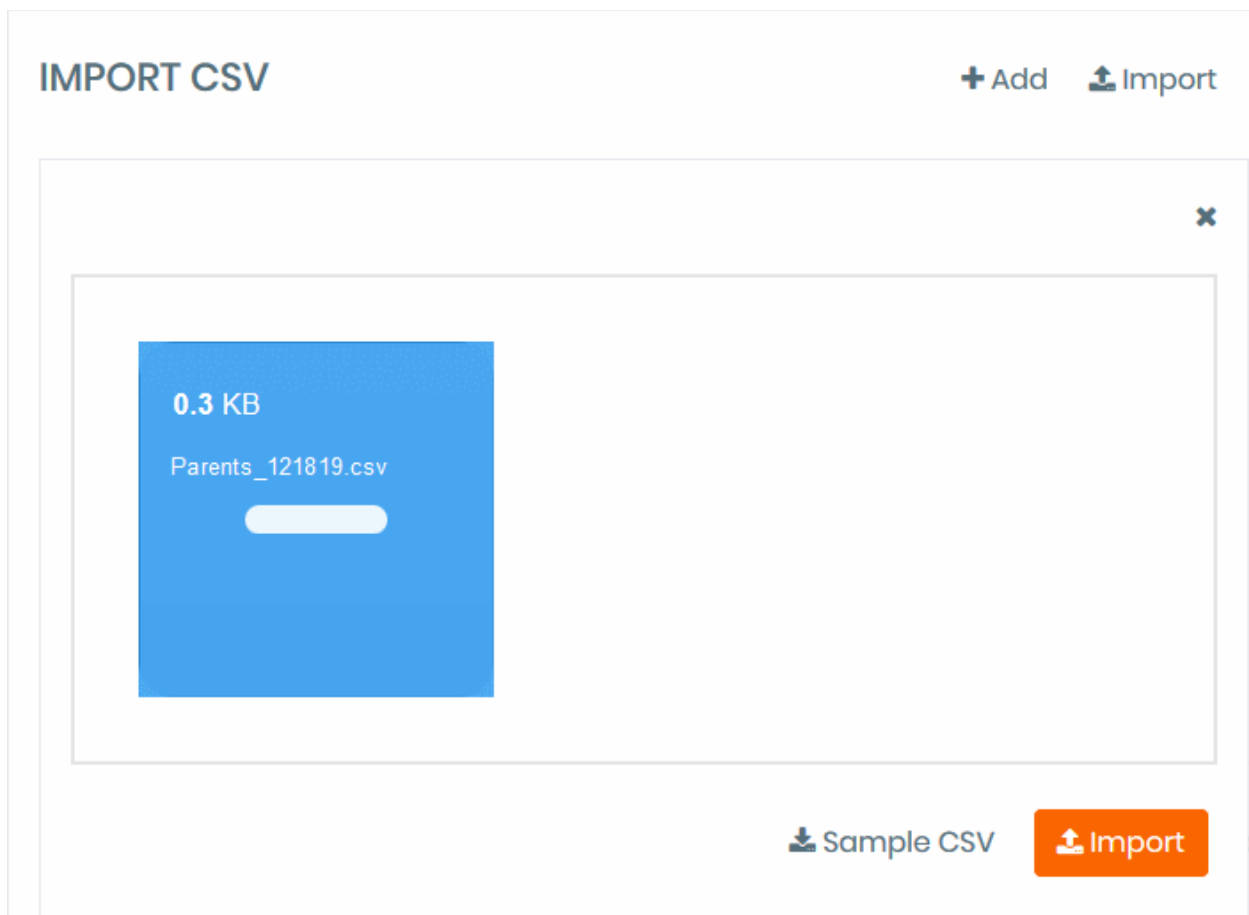 IMPORT CSV
Add
Import
0.3 KB
Parents_121819.csv
Sample CSV
Import